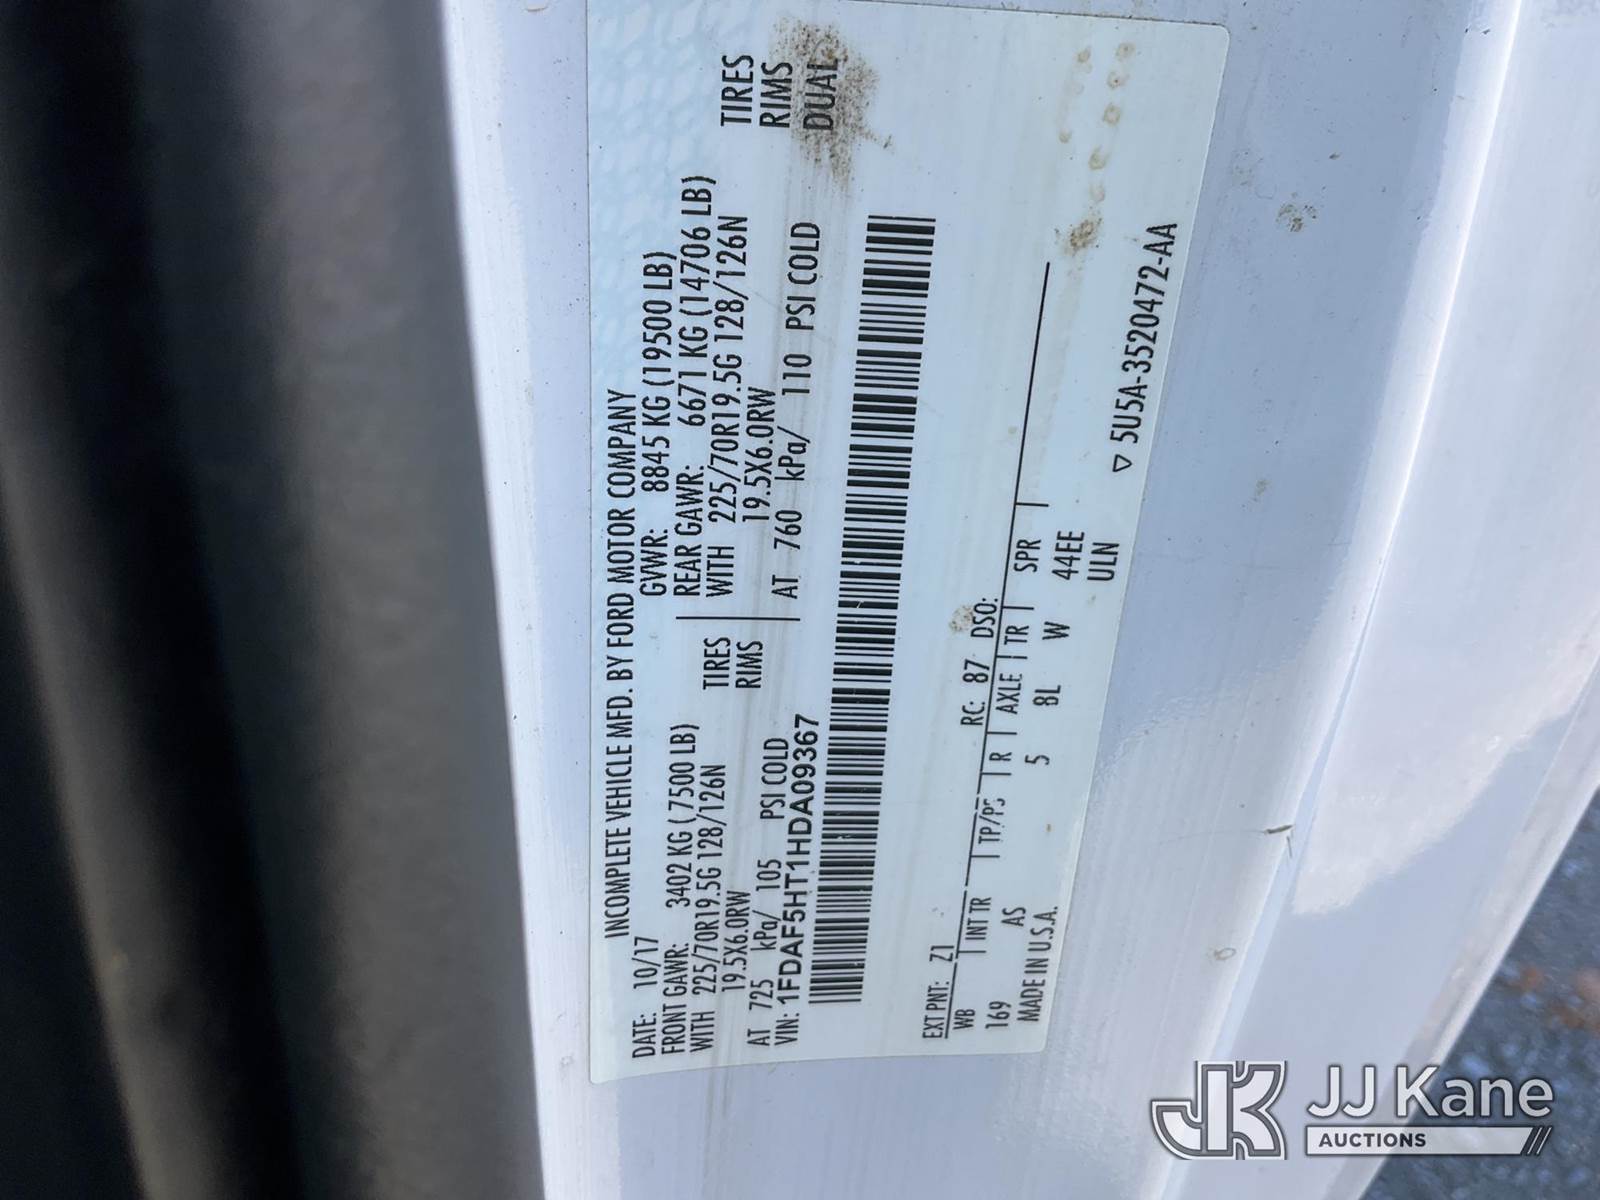 INCOMPLETE VEHICLE MFD. BY FORD MOTOR COMPANY
DATE: 10/17 GVWR: 8845 KG (19500 LB)
FRONT GAWR: 3402 KG ( 7500 LB) REAR GAWR: 6671 KG (14706 LB)
WITH 225/70R19.5G 128/126N TIRES WITH 225/70R19.5G 128/126N TIRES
19.5X6.0RW RIMS 19.5X6.0RW RIMS
AT 725 kPa/ 105 PSI COLD AT 760 kPa/ 110 PSI COLD DUAL
VIN: 1FDAF5HT1HDA09367
EXT PNT: Z1 RC: 87 DSO:
WB INT TR TP/PS R AXLE TR SPR
169 AS 5 8L W 44EE
MADE IN U.S.A. ULN
▽ 5U5A-3520472-AA
JK JJ Kane
AUCTIONS